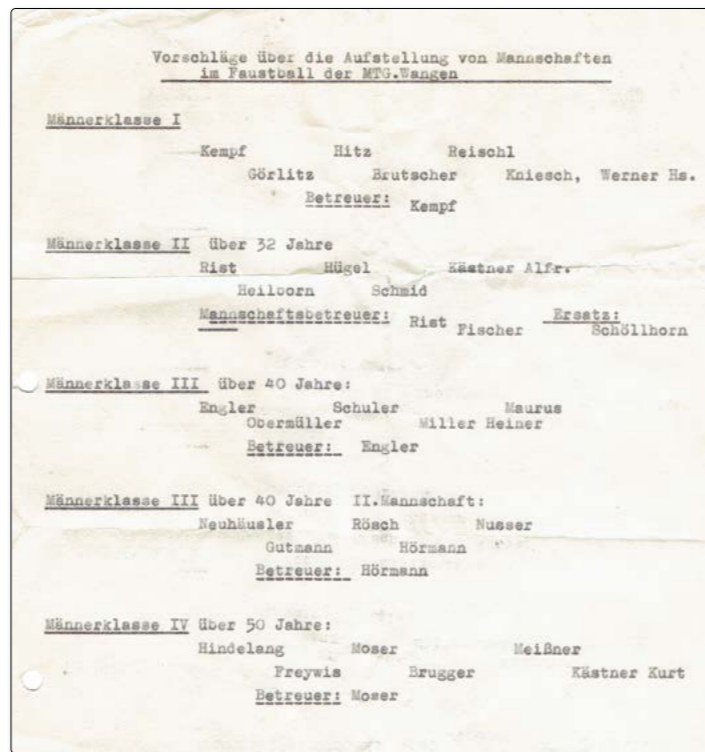 Vorschläge über die Aufstellung von Mannschaften
im Faustball der MTG.Wangen
Männerklasse I
Kempf Hitz Reischl
Görlitz Brutscher Kniesch, Werner Hs.
Betreuer: Kempf
Männerklasse II über 32 Jahre
Rist Hügel Kästner Alfr.
Heilborn Schmid
Mannschaftsbetreuer: Rist Fischer Ersatz: Schöllhorn
Männerklasse III über 40 Jahre:
Engler Schuler Maurus
Obermüller Miller Heiner
Betreuer: Engler
Männerklasse III über 40 Jahre II.Mannschaft:
Neuhäusler Rösch Nusser
Gutmann Hörmann
Betreuer: Hörmann
Männerklasse IV über 50 Jahre:
Hindelang Moser Meißner
Freywis Brugger Kästner Kurt
Betreuer: Moser